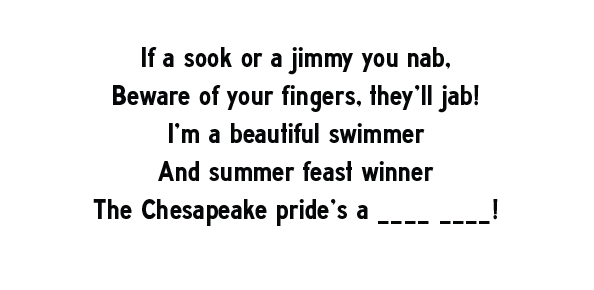 If a sook or a jimmy you nab,
Beware of your fingers, they'll jab!
I'm a beautiful swimmer
And summer feast winner
The Chesapeake pride's a ____ ____!